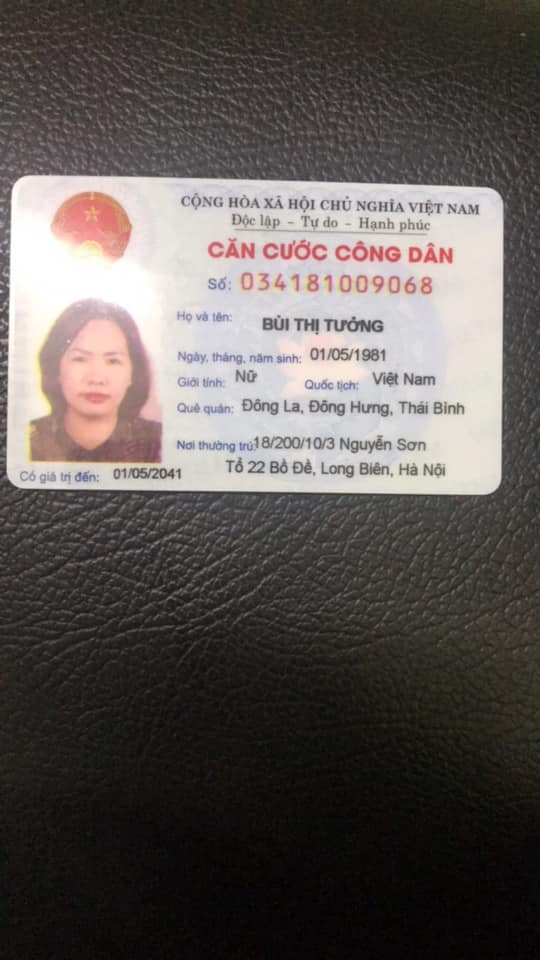 CỘNG HÒA XÃ HỘI CHỦ NGHĨA VIỆT NAM
Độc lập - Tự do - Hạnh phúc
CĂN CƯỚC CÔNG DÂN
Số: 034181009068
Họ và tên: BÙI THỊ TƯỞNG
Ngày, tháng, năm sinh: 01/05/1981
Giới tính: Nữ Quốc tịch: Việt Nam
Quê quán: Đông La, Đông Hưng, Thái Bình
Nơi thường trú: 18/200/10/3 Nguyễn Sơn
Tổ 22 Bồ Đề, Long Biên, Hà Nội
Có giá trị đến: 01/05/2041